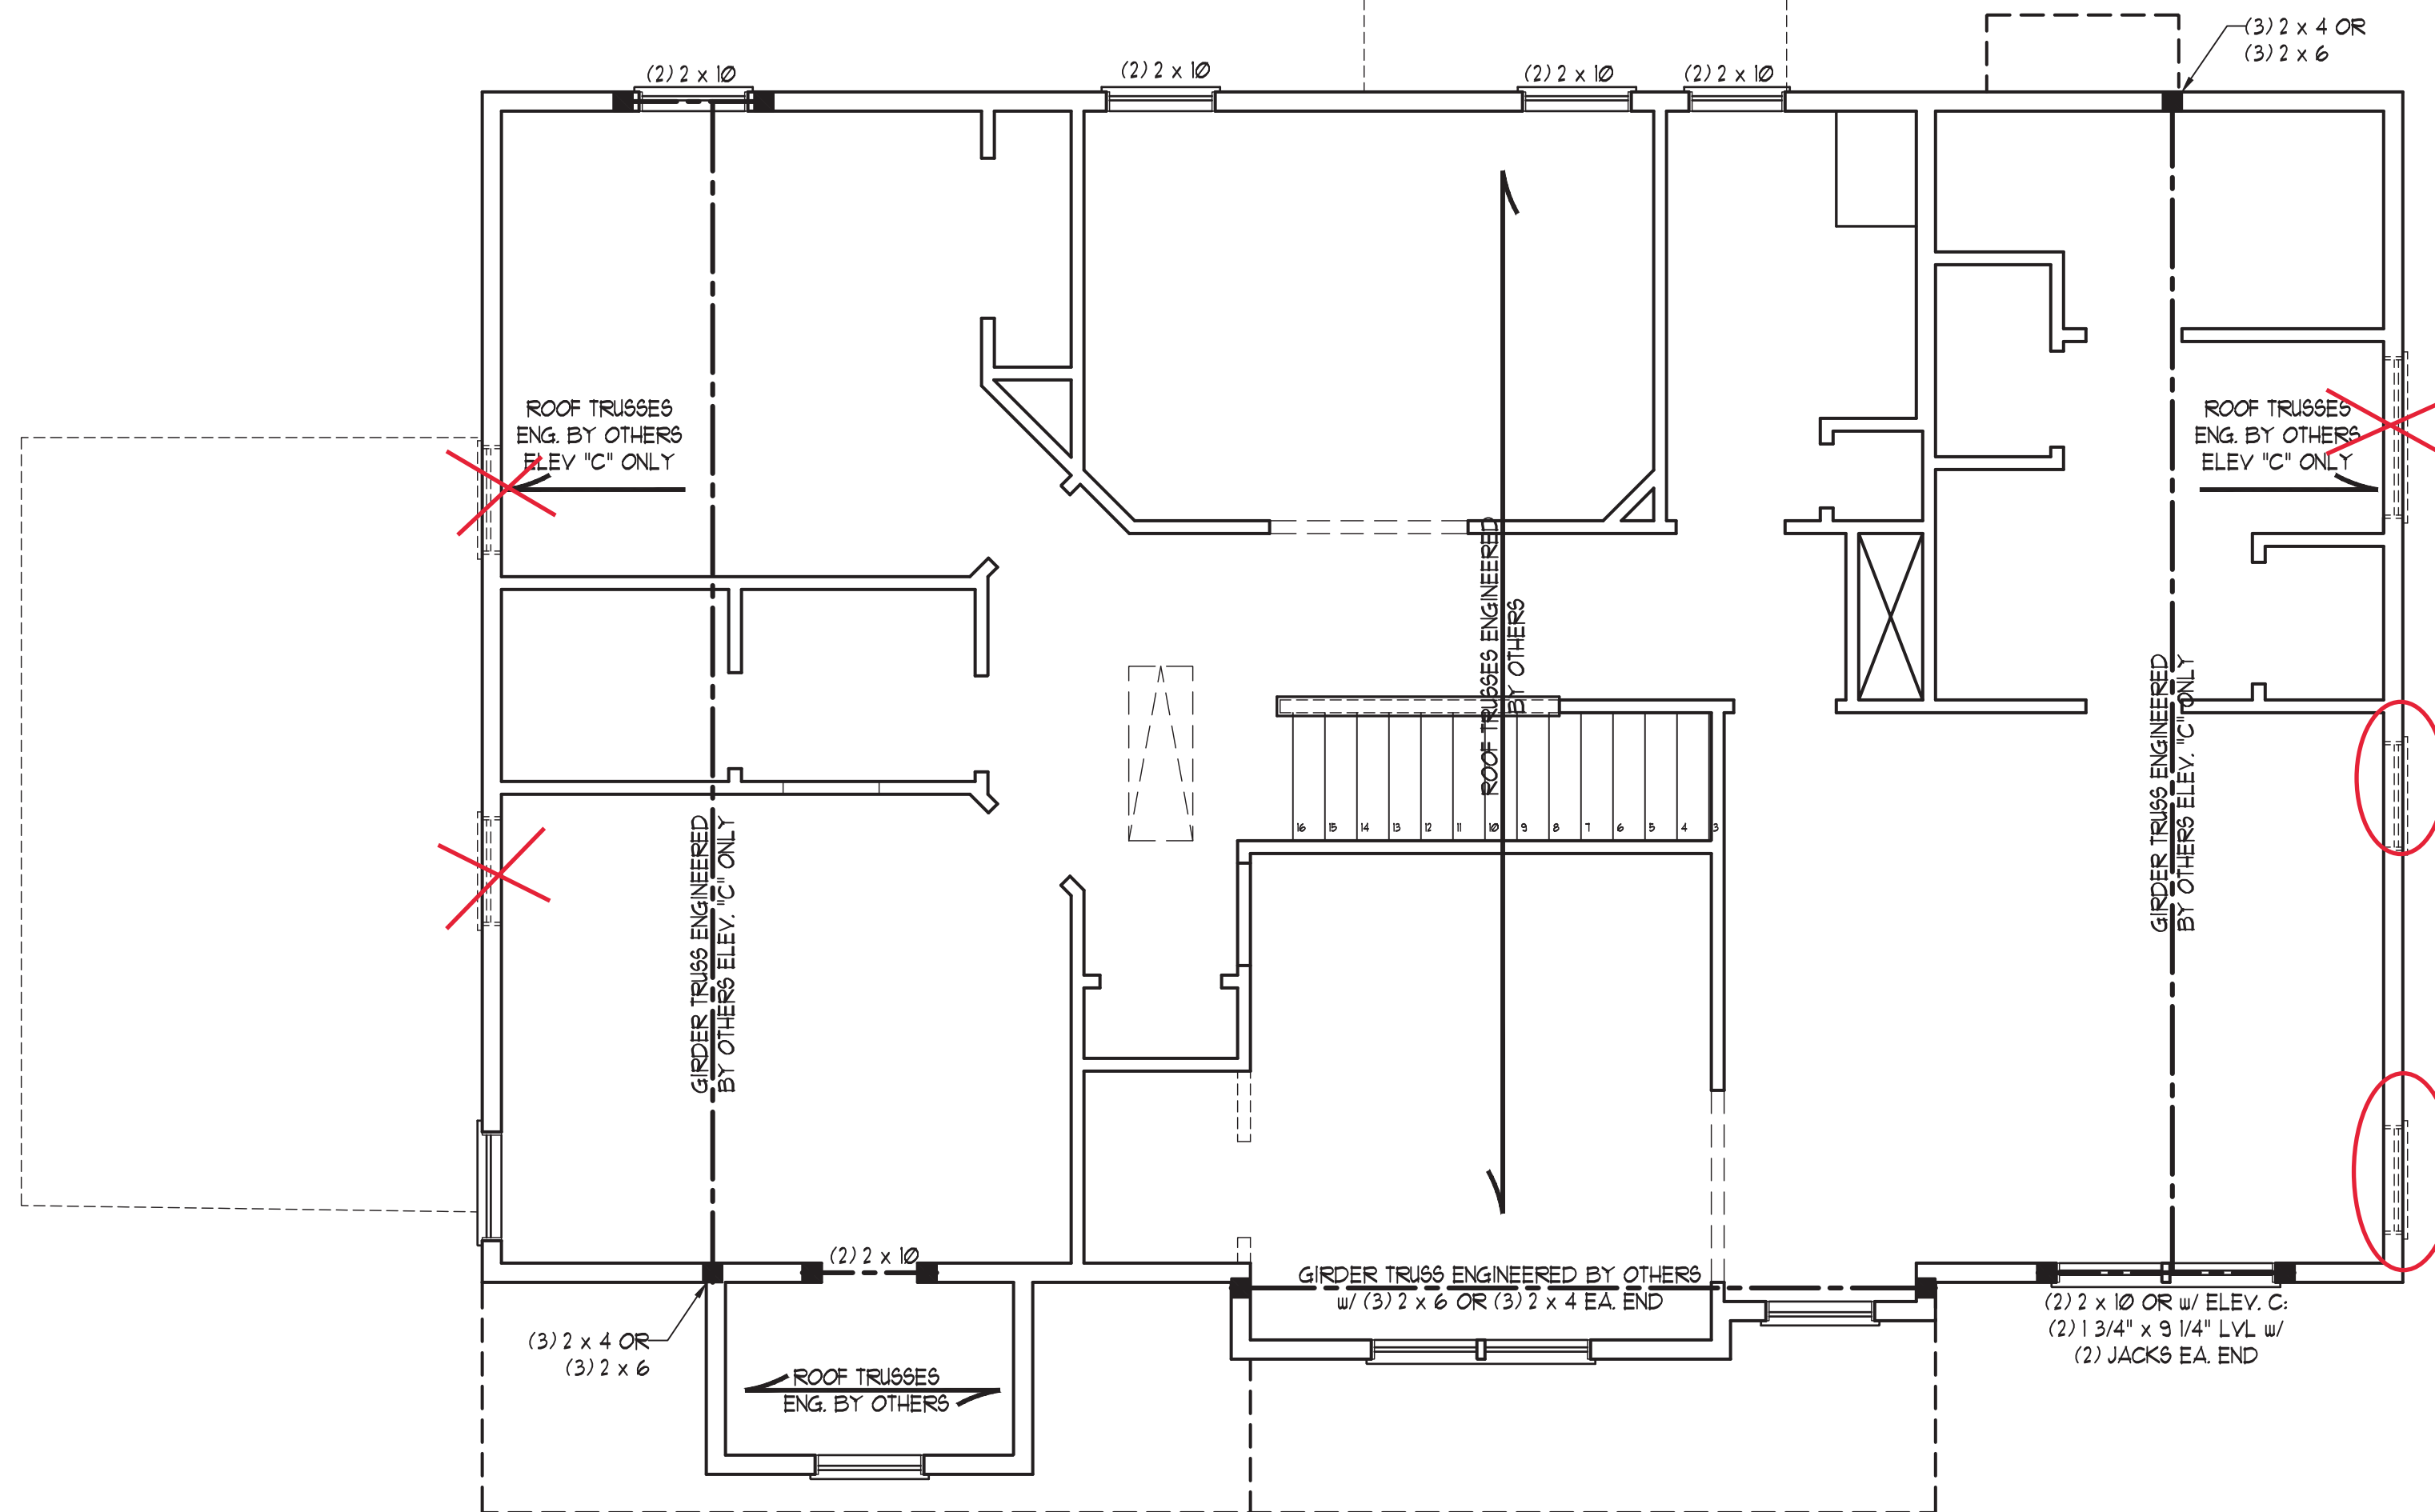 (3) 2 x 4 OR
(3) 2 x 6
(2) 2 x 10
(2) 2 x 10
(2) 2 x 10
(2) 2 x 10
ROOF TRUSSES
ENG. BY OTHERS
ELEV "C" ONLY
ROOF TRUSSES
ENG. BY OTHERS
ELEV "C" ONLY
ROOF TRUSSES ENGINEERED
BY OTHERS
GIRDER TRUSS ENGINEERED
BY OTHERS ELEV. "C" ONLY
GIRDER TRUSS ENGINEERED
BY OTHERS ELEV. "C" ONLY
16 15 14 13 12 11 10 9 8 7 6 5 4 3
(2) 2 x 10
GIRDER TRUSS ENGINEERED BY OTHERS
w/ (3) 2 x 6 OR (3) 2 x 4 EA. END
(2) 2 x 10 OR w/ ELEV. C:
(2) 1 3/4" x 9 1/4" LVL w/
(2) JACKS EA. END
(3) 2 x 4 OR
(3) 2 x 6
ROOF TRUSSES
ENG. BY OTHERS